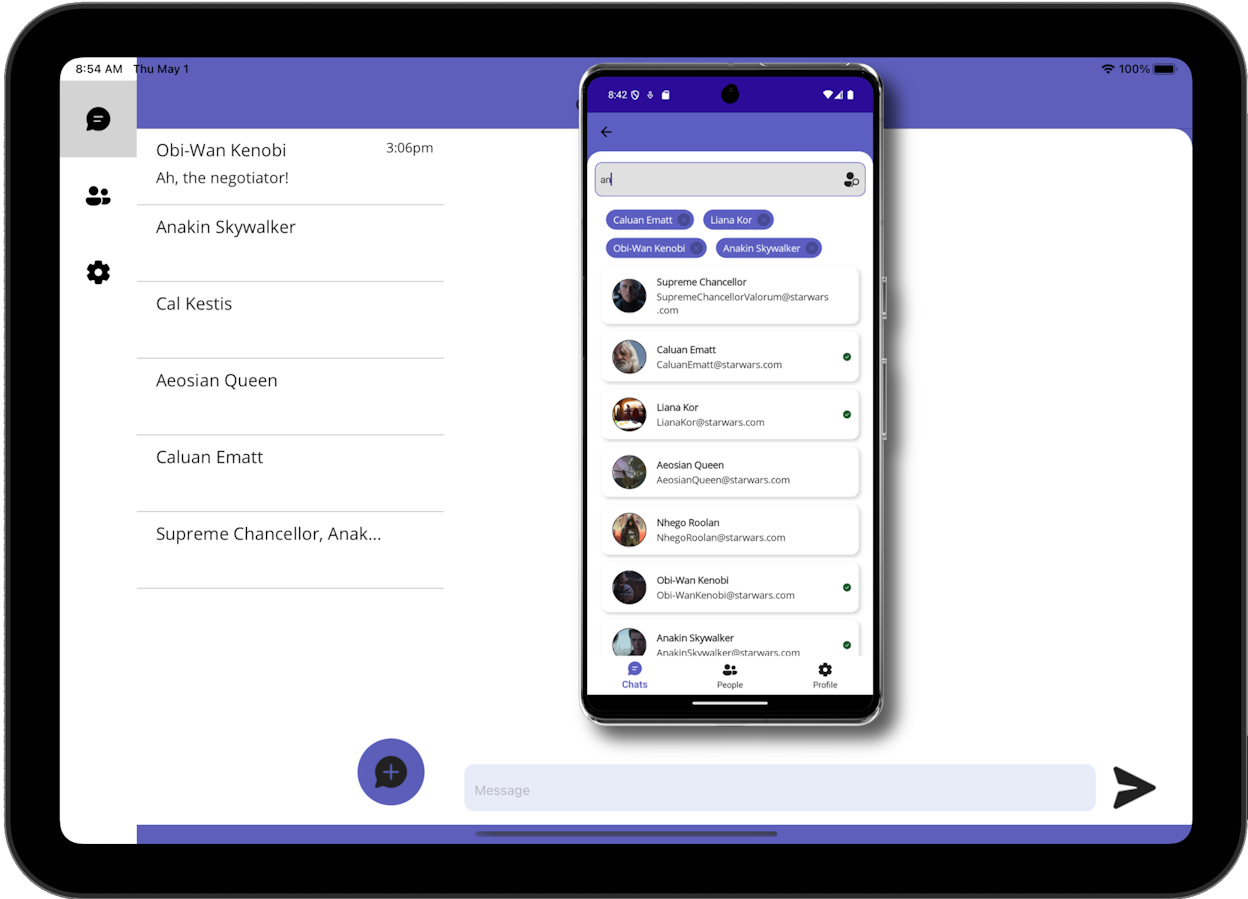 8:54 AM Thu May 1
100%
Obi-Wan Kenobi 3:06pm
Ah, the negotiator!
Anakin Skywalker
Cal Kestis
Aeosian Queen
Caluan Ematt
Supreme Chancellor, Anak...
Message
8:42
an
Caluan Ematt Liana Kor
Obi-Wan Kenobi Anakin Skywalker
Supreme Chancellor
SupremeChancellorValorum@starwars
.com
Caluan Ematt
CaluanEmatt@starwars.com
Liana Kor
LianaKor@starwars.com
Aeosian Queen
AeosianQueen@starwars.com
Nhego Roolan
NhegoRoolan@starwars.com
Obi-Wan Kenobi
Obi-WanKenobi@starwars.com
Anakin Skywalker
AnakinSkywalker@starwars.com
Chats People Profile